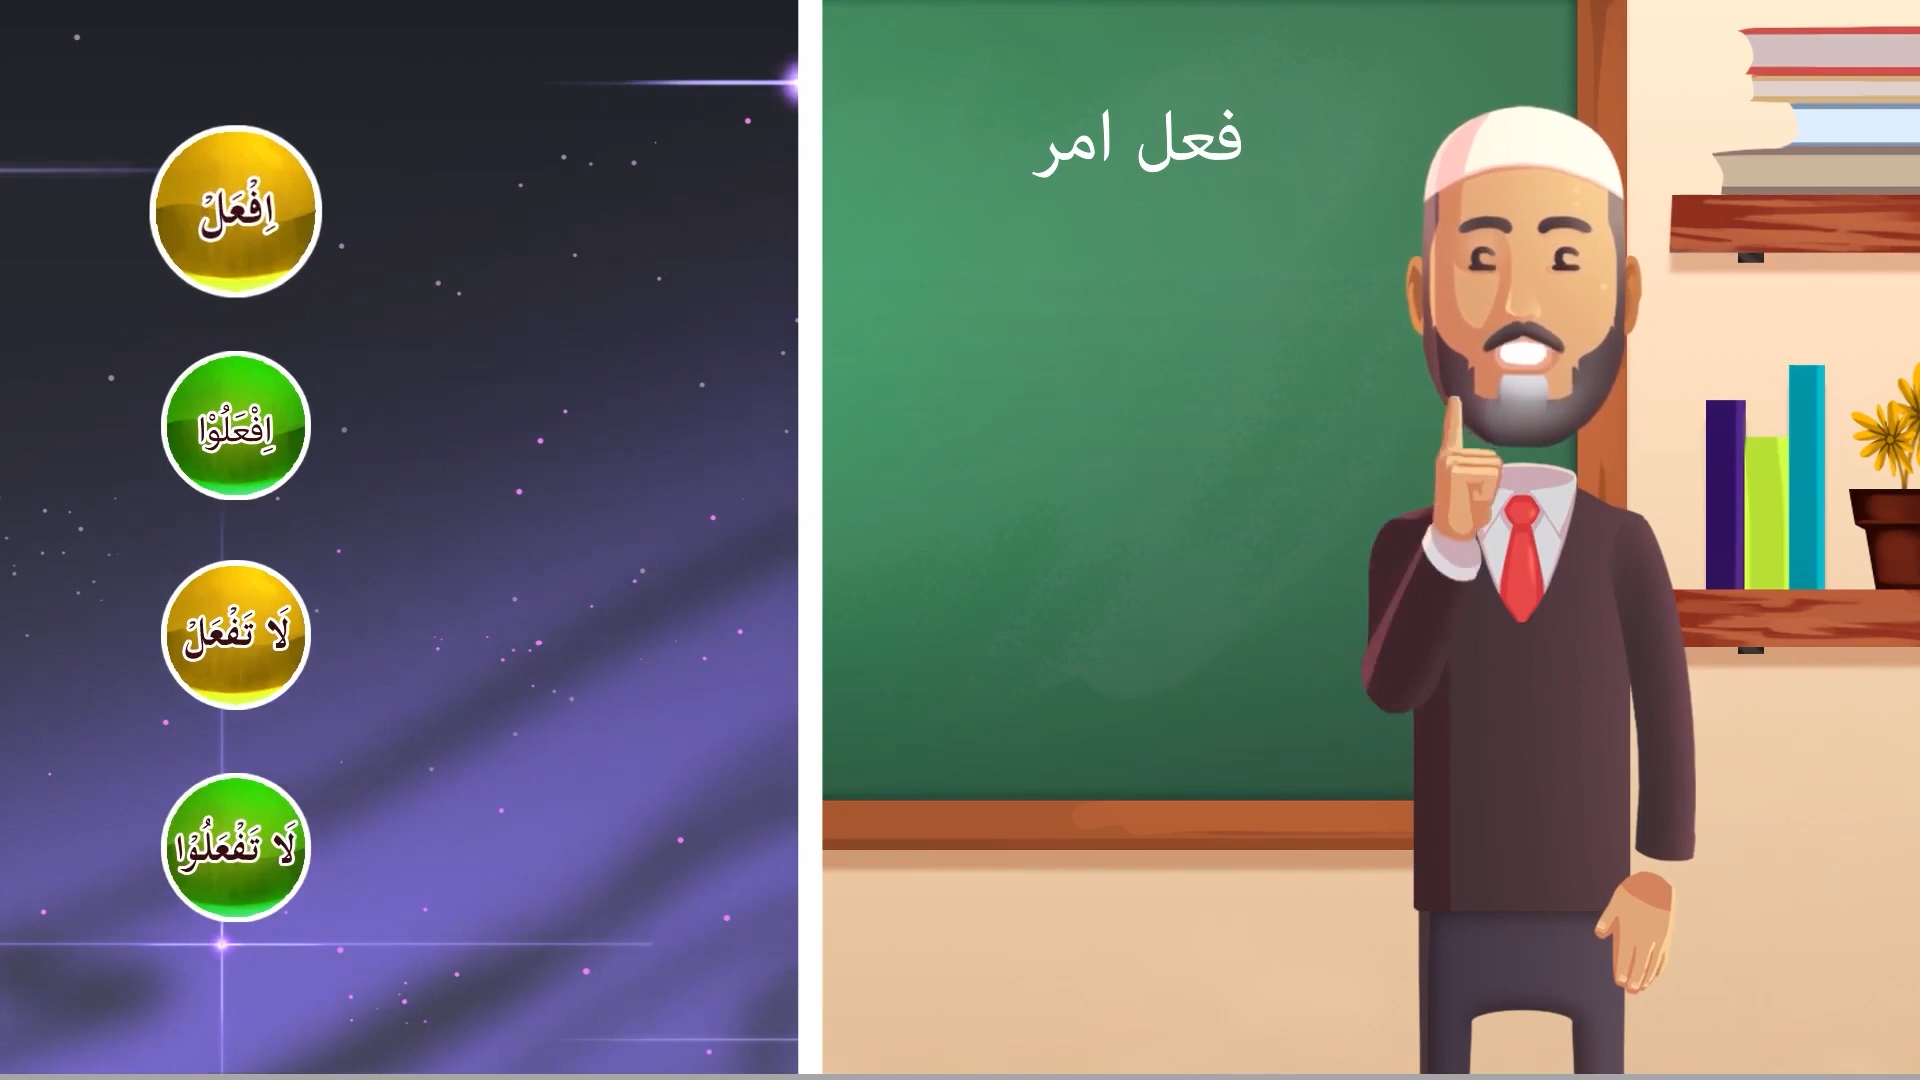 فعل امر
اِفْعَلْ
اِفْعَلُوْا
لَا تَفْعَلْ
لَا تَفْعَلُوْا